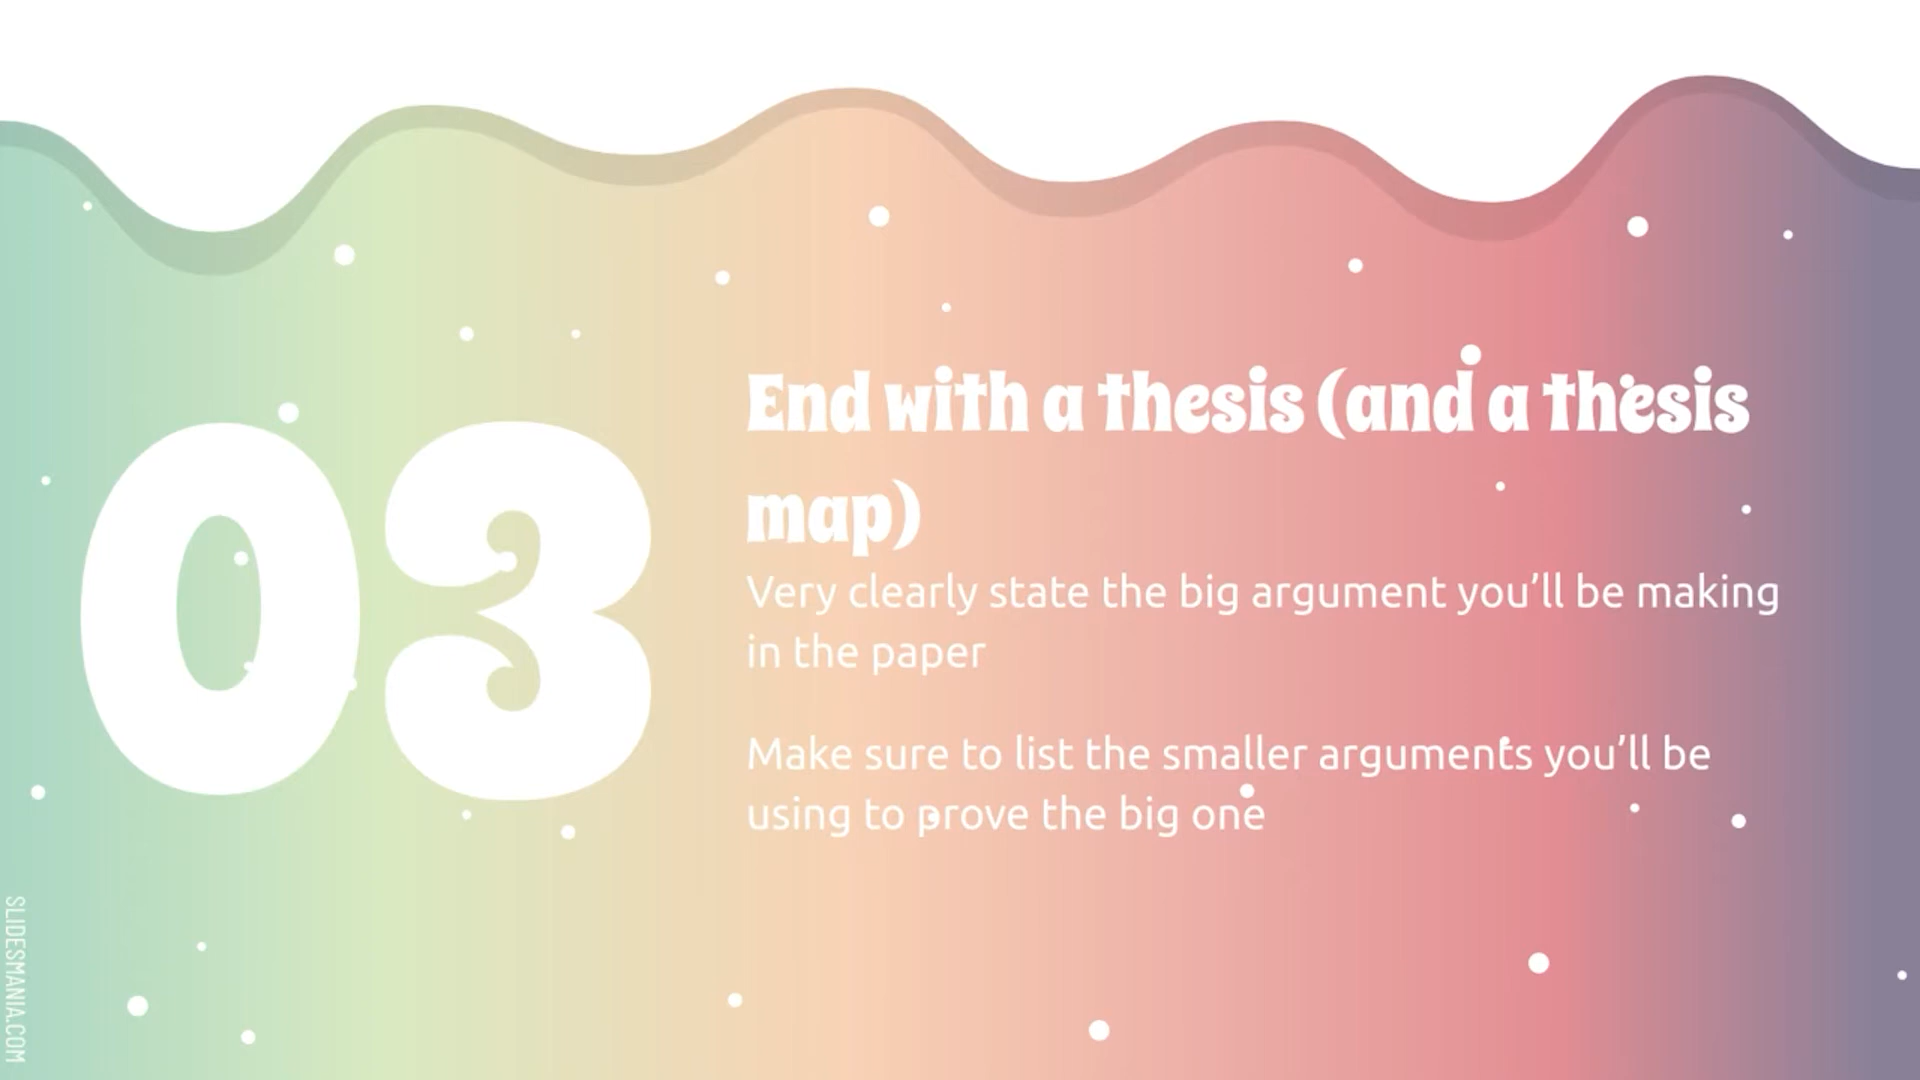 03
End with a thesis (and a thesis
map)
Very clearly state the big argument you’ll be making
in the paper
Make sure to list the smaller arguments you’ll be
using to prove the big one
SLIDESMANIA.COM